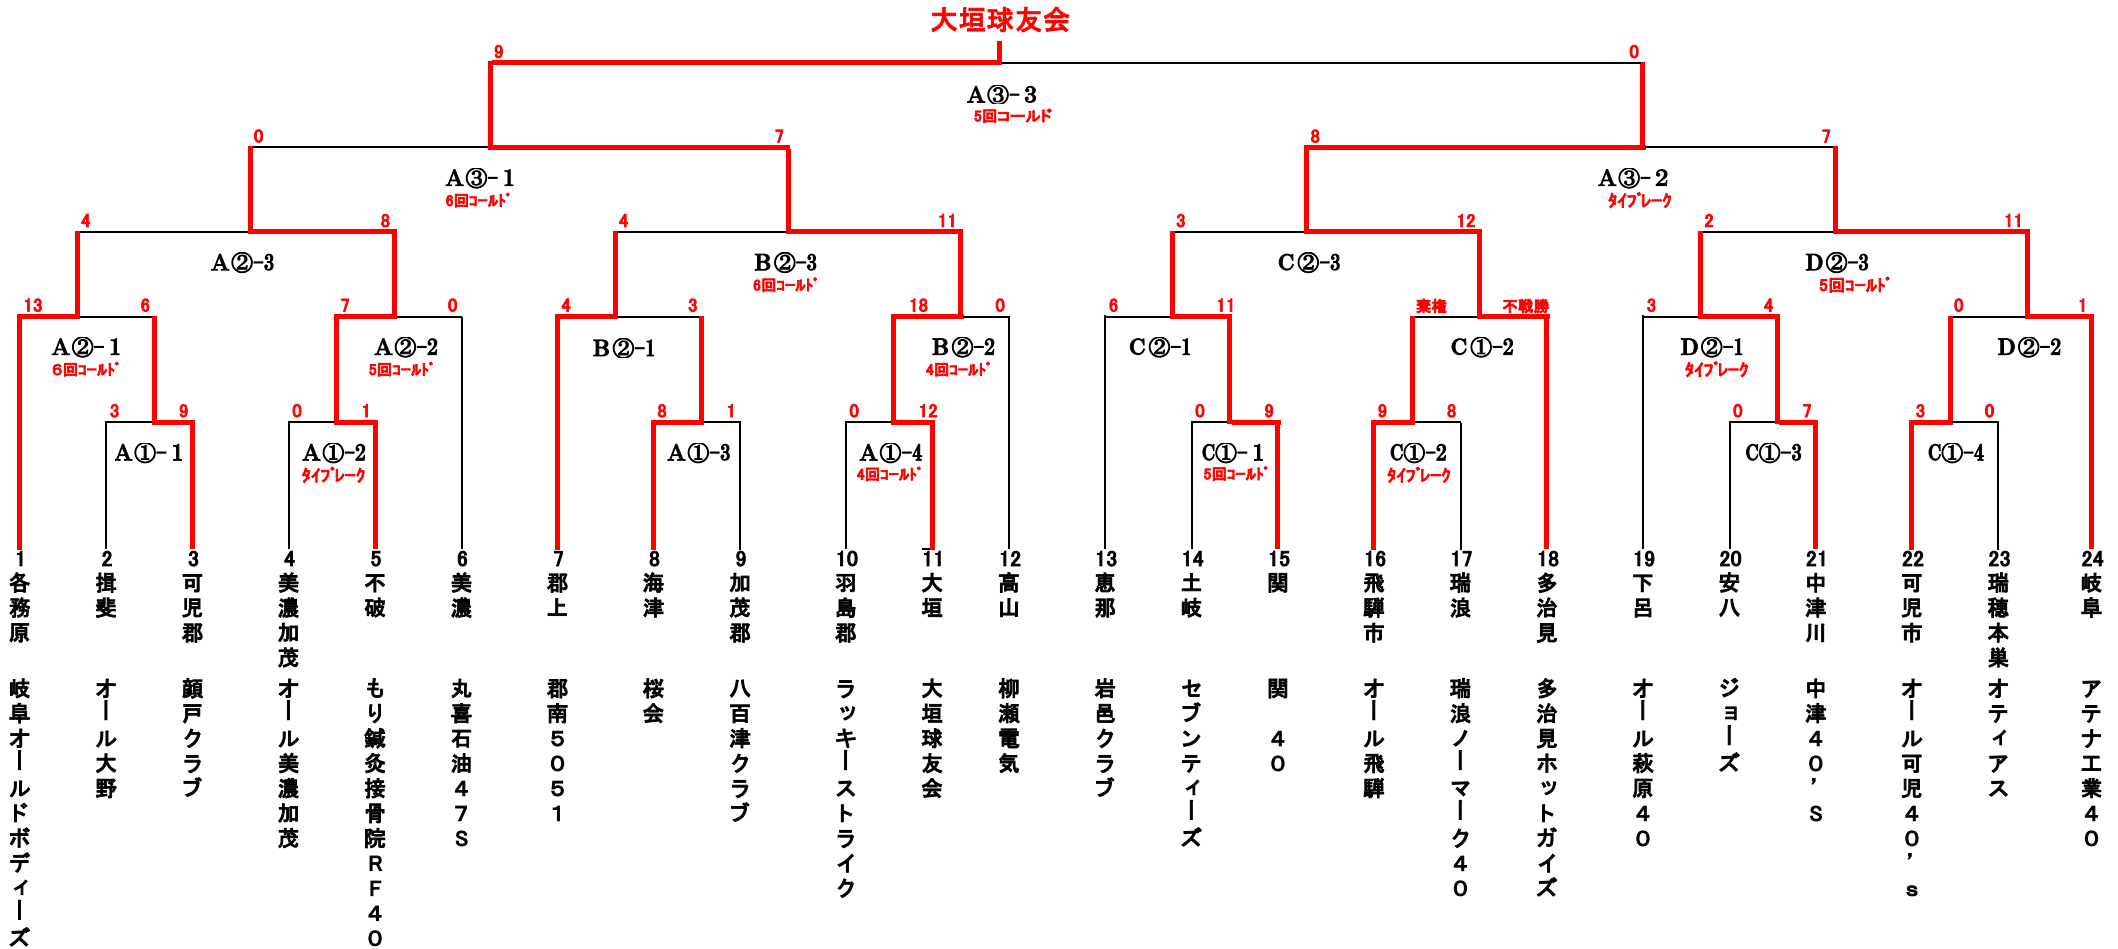 大垣球友会
9 0
A③-3
5回コールド
0 7 8 7
A③-1 A③-2
6回コールド タイブレーク
4 8 4 11 3 12 2 11
A②-3 B②-3 C②-3 D②-3
6回コールド 5回コールド
13 6 7 0 4 3 18 0 6 11 棄権 不戦勝 3 4 0 1
A②-1 A②-2 B②-1 B②-2 C②-1 C①-2 D②-1 D②-2
6回コールド 5回コールド 4回コールド タイブレーク
3 9 0 1 8 1 0 12 0 9 9 8 0 7 3 0
A①-1 A①-2 A①-3 A①-4 C①-1 C①-2 C①-3 C①-4
タイブレーク 4回コールド 5回コールド タイブレーク
1 各務原 岐阜オールドボディーズ
2 揖斐 オール大野
3 可児郡 顔戸クラブ
4 美濃加茂 オール美濃加茂
5 不破 もり鍼灸接骨院RF40
6 美濃 丸喜石油47S
7 郡上 郡南5051
8 海津 桜会
9 加茂郡 八百津クラブ
10 羽島郡 ラッキーストライク
11 大垣 大垣球友会
12 高山 柳瀬電気
13 恵那 岩邑クラブ
14 土岐 セブンティーズ
15 関 関 40
16 飛騨市 オール飛騨
17 瑞浪 瑞浪ノーマーク40
18 多治見 多治見ホットガイズ
19 下呂 オール萩原40
20 安八 ジョーズ
21 中津川 中津40’S
22 可児市 オール可児40’s
23 瑞穂本巣 オティアス
24 岐阜 アテナ工業40